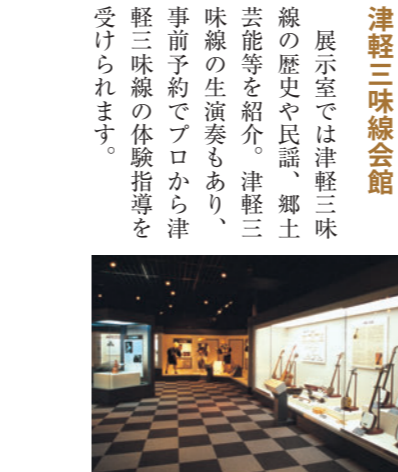 津軽三味線会館
展示室では津軽三味
線の歴史や民謡、郷土
芸能等を紹介。津軽三
味線の生演奏もあり、
事前予約でプロから津
軽三味線の体験指導を
受けられます。